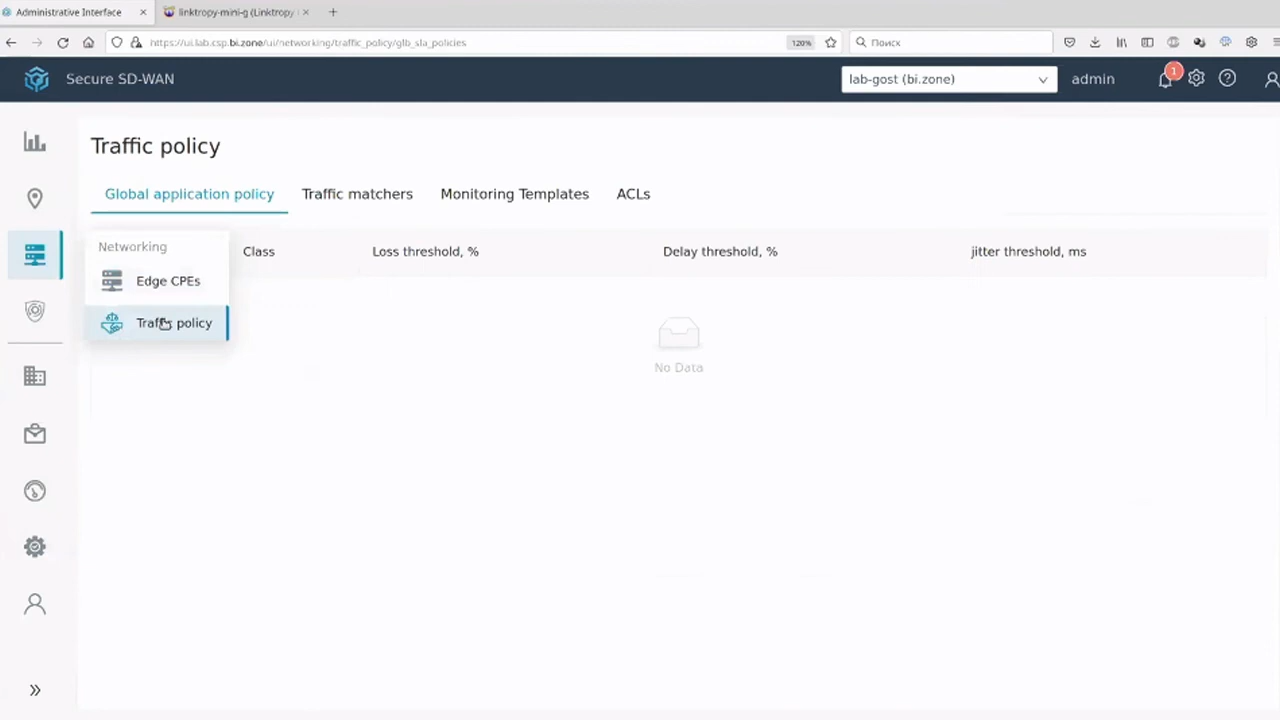 Administrative Interface
linktropy-mini-g (Linktropy
https://ui.lab.csp.bi.zone/ui/networking/traffic_policy/glb_sla_policies
120%
Поиск
Secure SD-WAN
lab-gost (bi.zone)
admin
1
Traffic policy
Global application policy
Traffic matchers
Monitoring Templates
ACLs
Networking
Class
Loss threshold, %
Delay threshold, %
jitter threshold, ms
Edge CPEs
Traffic policy
No Data